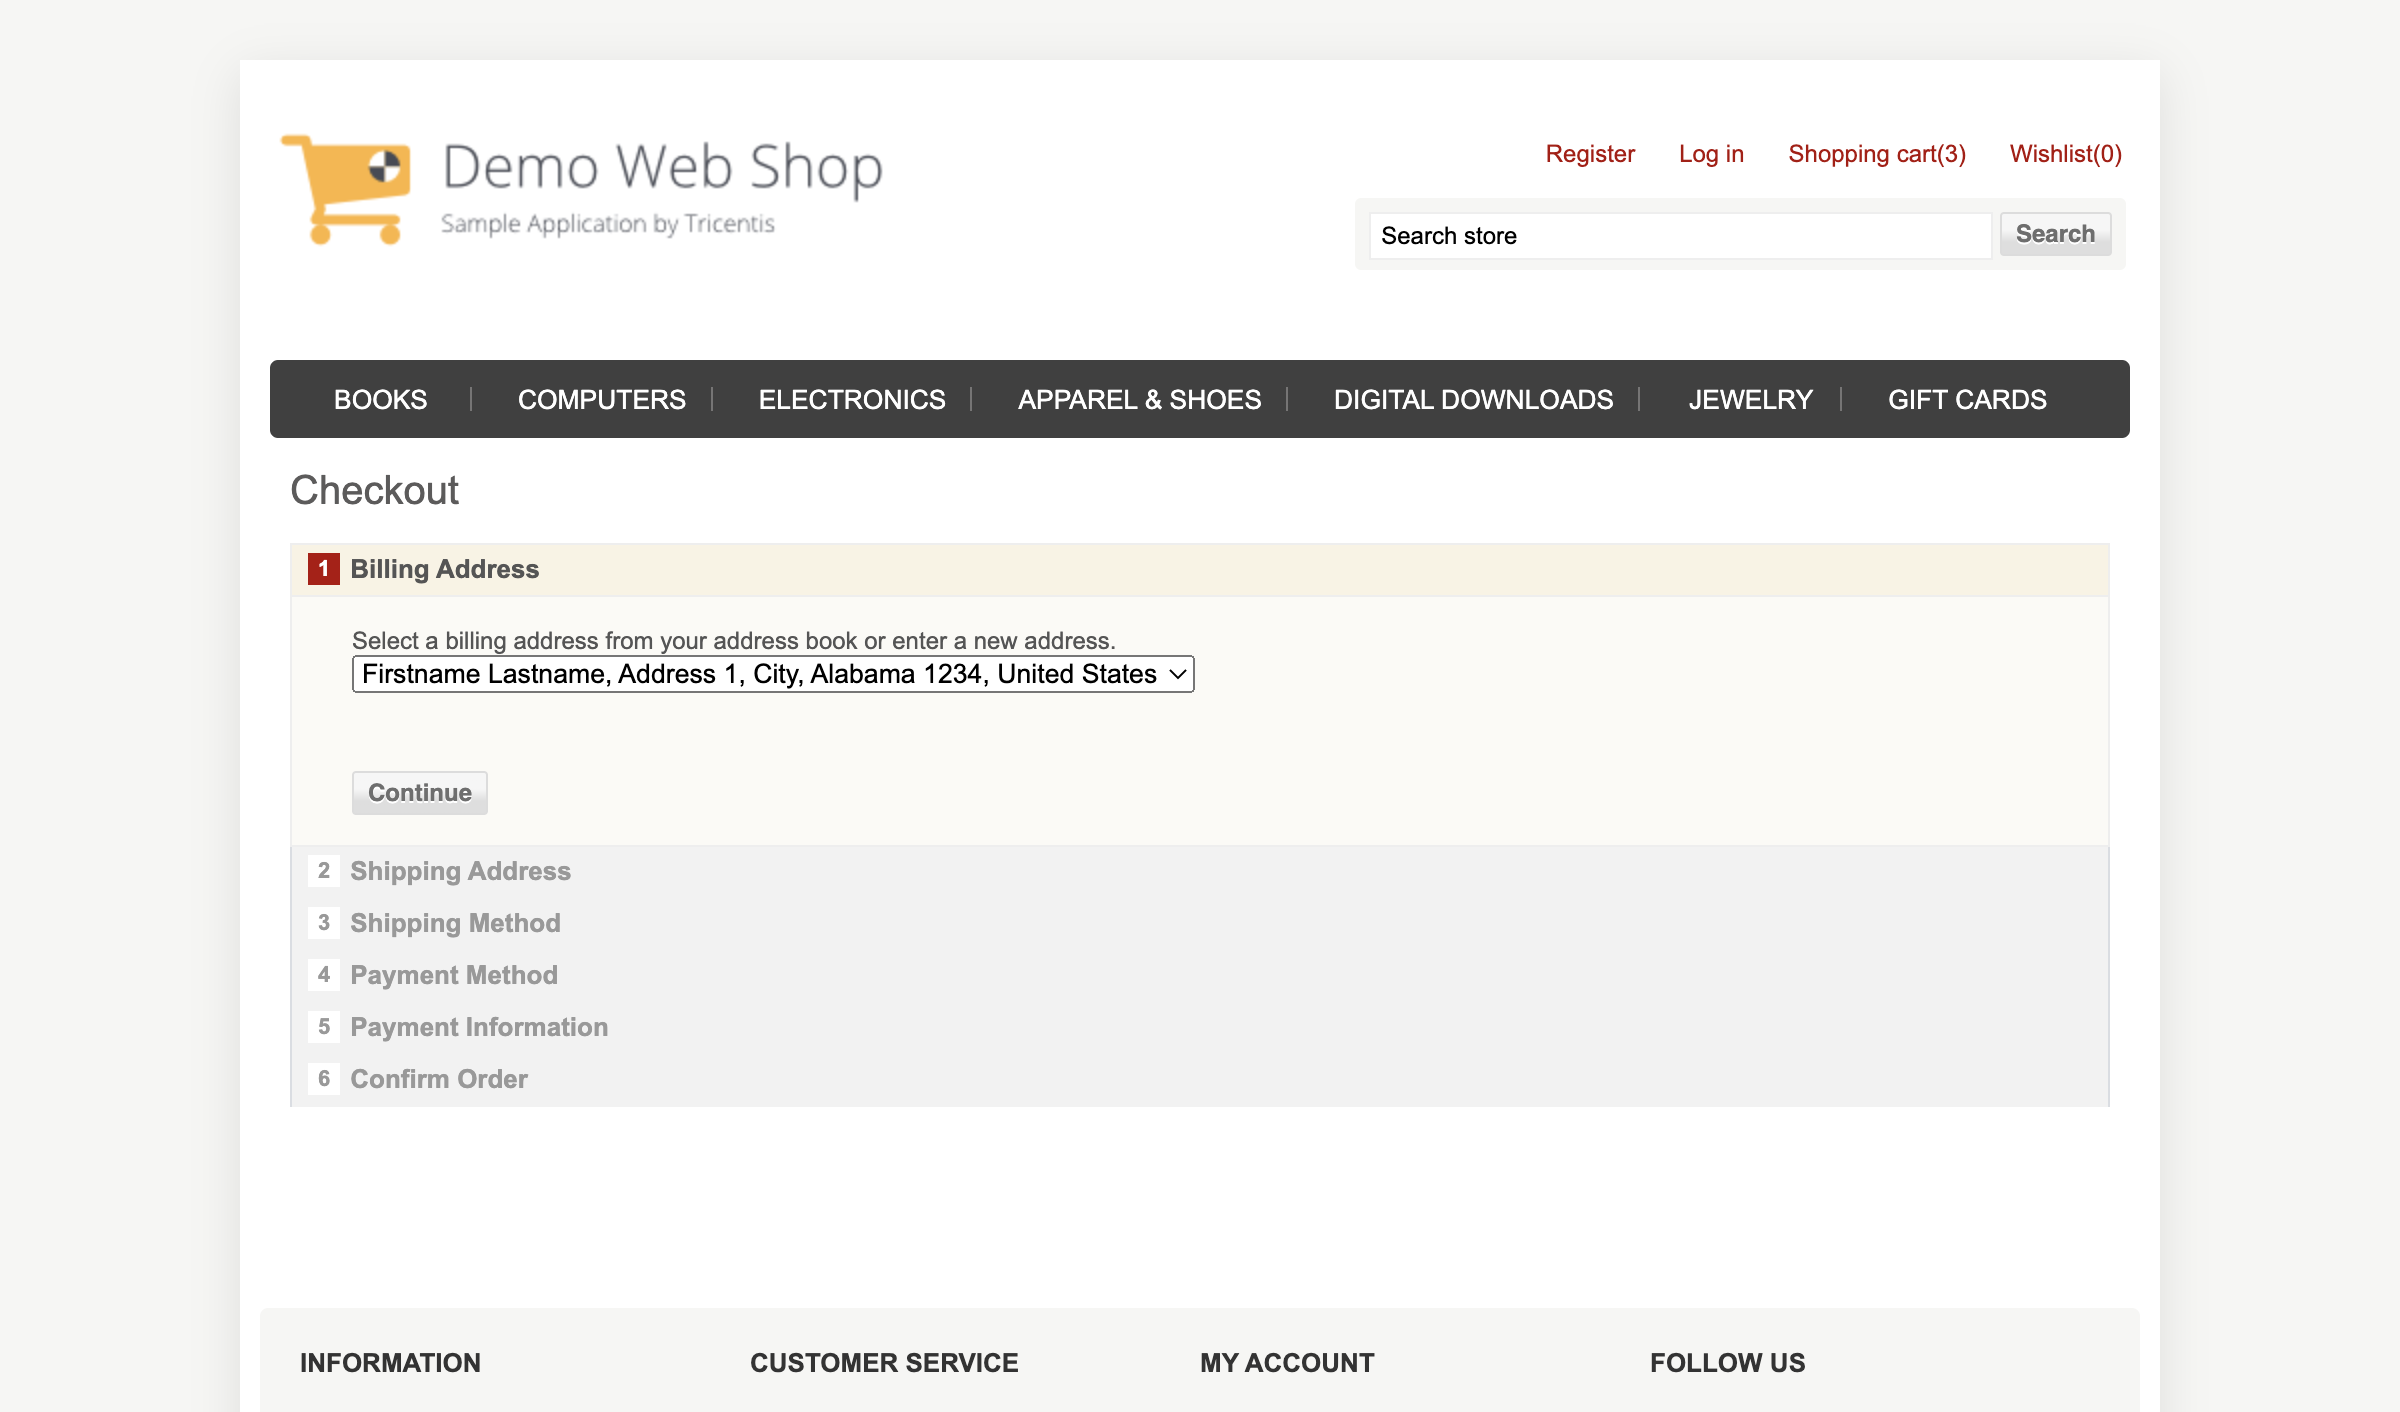 Demo Web Shop
Sample Application by Tricentis
Register Log in Shopping cart(3) Wishlist(0)
Search store Search
BOOKS COMPUTERS ELECTRONICS APPAREL & SHOES DIGITAL DOWNLOADS JEWELRY GIFT CARDS
Checkout
1 Billing Address
Select a billing address from your address book or enter a new address.
Firstname Lastname, Address 1, City, Alabama 1234, United States
Continue
2 Shipping Address
3 Shipping Method
4 Payment Method
5 Payment Information
6 Confirm Order
INFORMATION CUSTOMER SERVICE MY ACCOUNT FOLLOW US